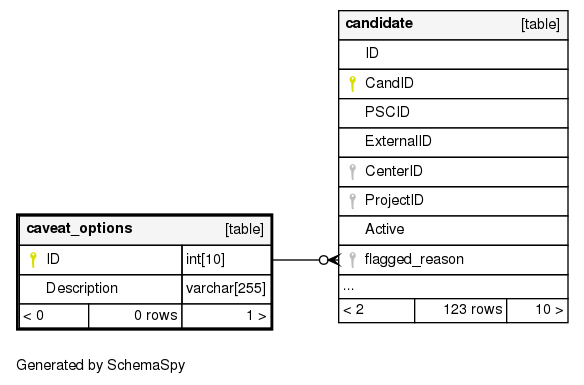 candidate [table]
ID
CandID
PSCID
ExternalID
CenterID
ProjectID
Active
flagged_reason
...
< 2 123 rows 10 >
caveat_options [table]
ID int[10]
Description varchar[255]
< 0 0 rows 1 >
Generated by SchemaSpy